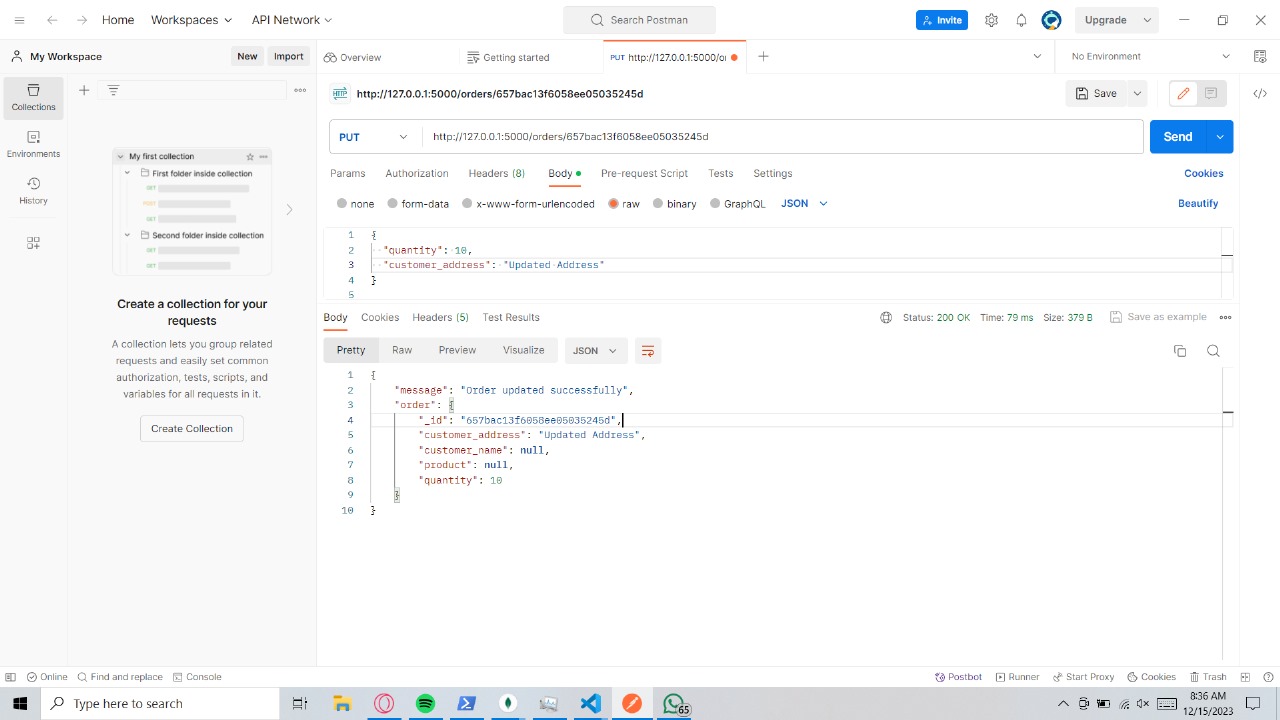 Home Workspaces API Network Search Postman Invite Upgrade
My Workspace New Import Overview Getting started PUT http://127.0.0.1:5000/or No Environment
Collections
Environments
History
My first collection
First folder inside collection
GET
POST
GET
Second folder inside collection
GET
GET
Create a collection for your
requests
A collection lets you group related
requests and easily set common
authorization, tests, scripts, and
variables for all requests in it.
Create Collection
HTTP http://127.0.0.1:5000/orders/657bac13f6058ee05035245d Save
PUT http://127.0.0.1:5000/orders/657bac13f6058ee05035245d Send
Params Authorization Headers (8) Body Pre-request Script Tests Settings Cookies
none form-data x-www-form-urlencoded raw binary GraphQL JSON Beautify
1 {
2 "quantity": 10,
3 "customer_address": "Updated Address"
4 }
5
Body Cookies Headers (5) Test Results Status: 200 OK Time: 79 ms Size: 379 B Save as example
Pretty Raw Preview Visualize JSON
1 {
2 "message": "Order updated successfully",
3 "order": {
4 "_id": "657bac13f6058ee05035245d",
5 "customer_address": "Updated Address",
6 "customer_name": null,
7 "product": null,
8 "quantity": 10
9 }
10 }
Online Find and replace Console Postbot Runner Start Proxy Cookies Trash
Type here to search 65 8:36 AM
12/15/2023